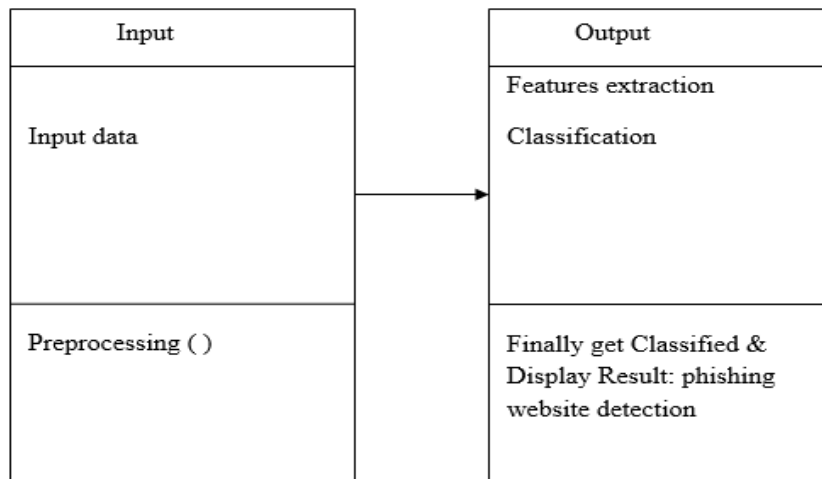 Input
Input data
Preprocessing ( )
Output
Features extraction
Classification
Finally get Classified &
Display Result: phishing
website detection